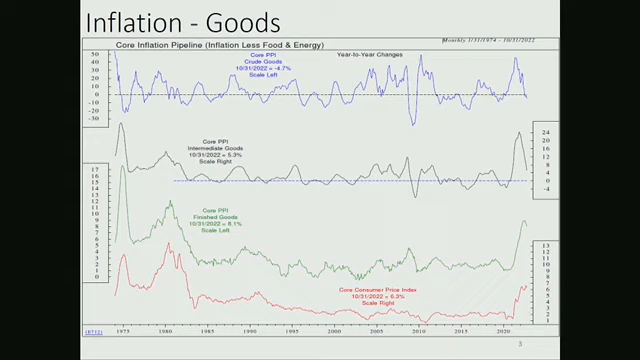 Inflation - Goods
Monthly 1/31/1974 - 10/31/2022
Core Inflation Pipeline (Inflation Less Food & Energy)
Year-to-Year Changes
Core PPI
Crude Goods
10/31/2022 = -4.7%
Scale Left
50
40
30
20
10
0
-10
-20
-30
Core PPI
Intermediate Goods
10/31/2022 = 5.3%
Scale Right
24
20
16
12
8
4
0
-4
17
16
15
14
13
12
11
10
9
8
7
6
5
4
3
2
1
0
Core PPI
Finished Goods
10/31/2022 = 8.1%
Scale Left
Core Consumer Price Index
10/31/2022 = 6.3%
Scale Right
13
12
11
10
9
8
7
6
5
4
3
2
1
(E712)
1975
1980
1985
1990
1995
2000
2005
2010
2015
2020
3